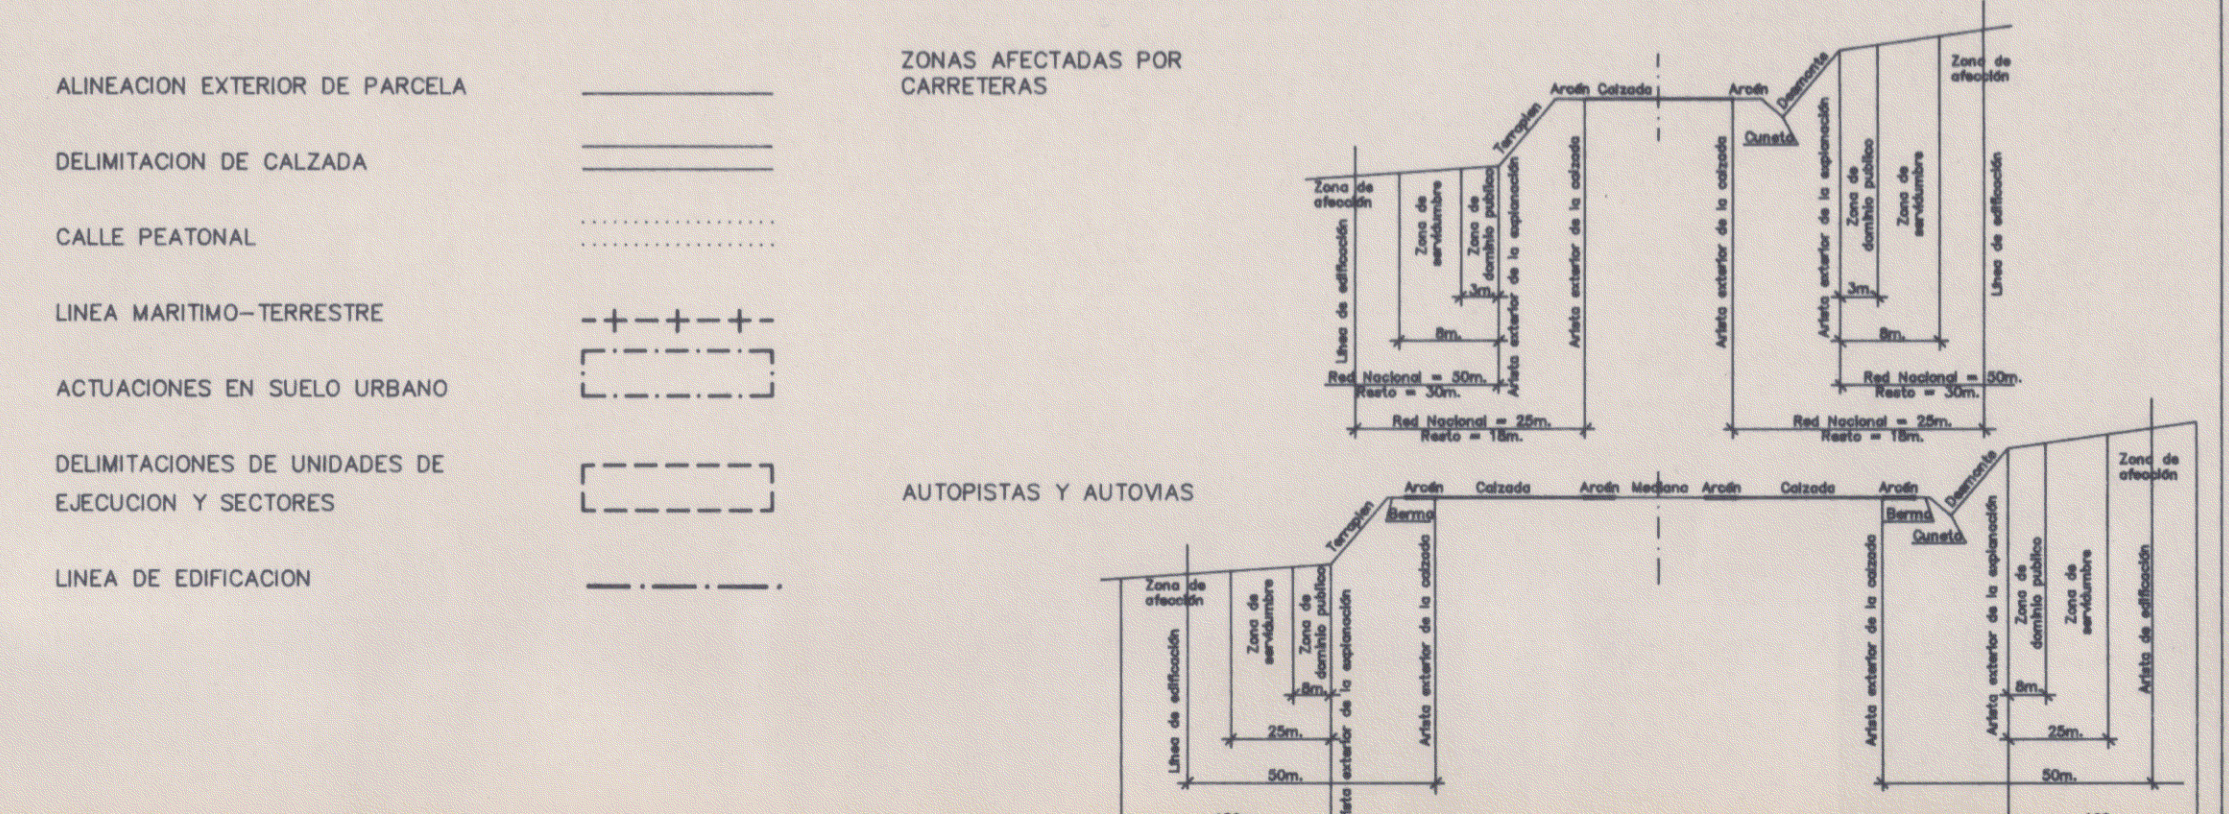 ALINEACION EXTERIOR DE PARCELA
DELIMITACION DE CALZADA
CALLE PEATONAL
LINEA MARITIMO-TERRESTRE
ACTUACIONES EN SUELO URBANO
DELIMITACIONES DE UNIDADES DE
EJECUCION Y SECTORES
LINEA DE EDIFICACION
ZONAS AFECTADAS POR
CARRETERAS
Zona de
afección
Línea de edificación
Zona de
servidumbre
Zona de
dominio publico
Arista exterior de la explanación
Terraplen
Arcén Calzada
Arista exterior de la calzada
3m.
8m.
Red Nacional = 50m.
Resto = 30m.
Red Nacional = 25m.
Resto = 18m.
Arcén
Cuneta
Desmonte
Arista exterior de la calzada
Arista exterior de la explanación
Zona de
dominio publico
Zona de
servidumbre
Zona de
afección
Línea de edificación
3m.
8m.
Red Nacional = 50m.
Resto = 30m.
Red Nacional = 25m.
Resto = 18m.
AUTOPISTAS Y AUTOVIAS
Zona de
afección
Línea de edificación
Zona de
servidumbre
Zona de
dominio publico
Arista exterior de la explanación
Terraplen
Arcén Calzada Arcén Mediana Arcén Calzada Arcén
Berma
Arista exterior de la calzada
8m.
25m.
50m.
Berma
Cuneta
Desmonte
Arista exterior de la calzada
Arista exterior de la explanación
Zona de
dominio publico
Zona de
servidumbre
Zona de
afección
Arista de edificación
8m.
25m.
50m.